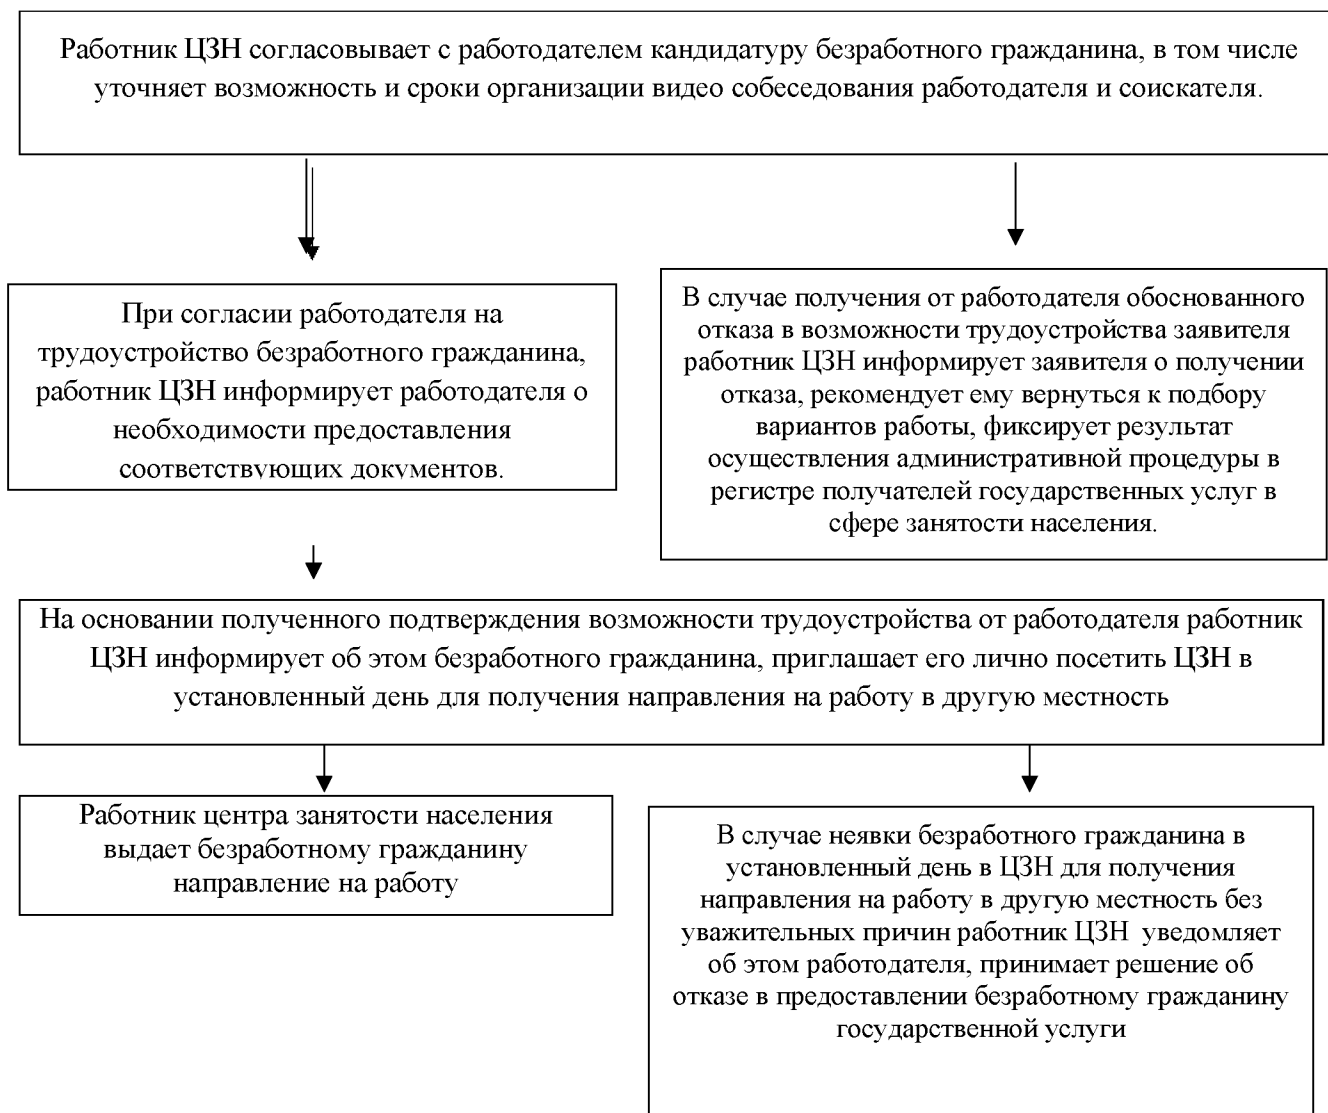 Работник ЦЗН согласовывает с работодателем кандидатуру безработного гражданина, в том числе
уточняет возможность и сроки организации видео собеседования работодателя и соискателя.
При согласии работодателя на
трудоустройство безработного гражданина,
работник ЦЗН информирует работодателя о
необходимости предоставления
соответствующих документов.
В случае получения от работодателя обоснованного
отказа в возможности трудоустройства заявителя
работник ЦЗН информирует заявителя о получении
отказа, рекомендует ему вернуться к подбору
вариантов работы, фиксирует результат
осуществления административной процедуры в
регистре получателей государственных услуг в
сфере занятости населения.
На основании полученного подтверждения возможности трудоустройства от работодателя работник
ЦЗН информирует об этом безработного гражданина, приглашает его лично посетить ЦЗН в
установленный день для получения направления на работу в другую местность
Работник центра занятости населения
выдает безработному гражданину
направление на работу
В случае неявки безработного гражданина в
установленный день в ЦЗН для получения
направления на работу в другую местность без
уважительных причин работник ЦЗН уведомляет
об этом работодателя, принимает решение об
отказе в предоставлении безработному гражданину
государственной услуги